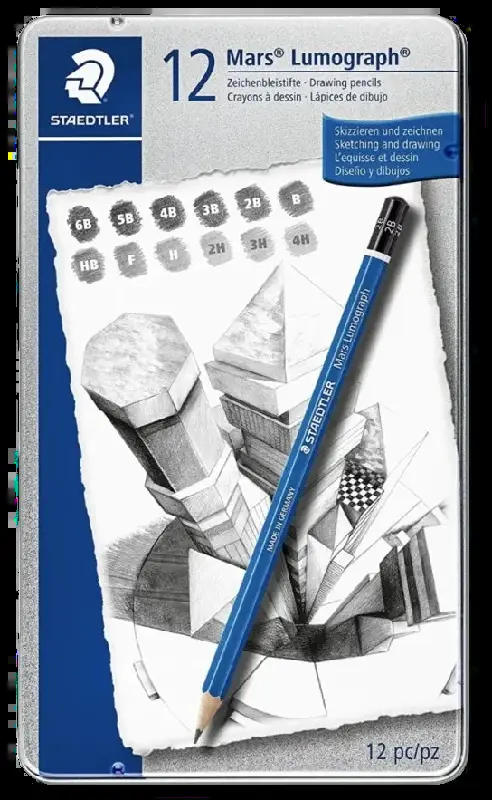 STAEDTLER®
12 Mars® Lumograph®
Zeichenbleistifte · Drawing pencils
Crayons à dessin · Lápices de dibujo
Skizzieren und zeichnen
Sketching and drawing
L'equisse et dessin
Diseño y dibujos
6B 5B 4B 3B 2B B
HB F H 2H 3H 4H
2B 2B 2B
STAEDTLER Mars Lumograph
MADE IN GERMANY
12 pc/pz